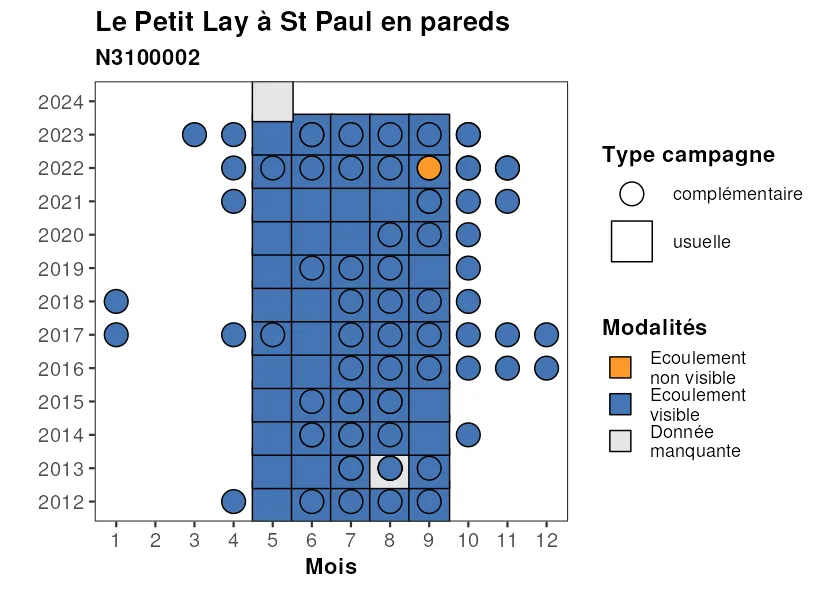 Le Petit Lay à St Paul en pareds
N3100002
2024
2023
2022
2021
2020
2019
2018
2017
2016
2015
2014
2013
2012
1 2 3 4 5 6 7 8 9 10 11 12
Mois
Type campagne
complémentaire
usuelle
Modalités
Ecoulement
non visible
Ecoulement
visible
Donnée
manquante